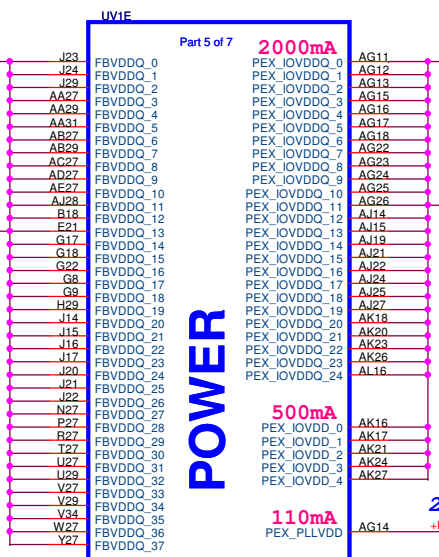 UV1E
Part 5 of 7
2000mA
J23 FBVDDQ_0 PEX_IOVDDQ_0 AG11
J24 FBVDDQ_1 PEX_IOVDDQ_1 AG12
J29 FBVDDQ_2 PEX_IOVDDQ_2 AG13
AA27 FBVDDQ_3 PEX_IOVDDQ_3 AG15
AA29 FBVDDQ_4 PEX_IOVDDQ_4 AG16
AA31 FBVDDQ_5 PEX_IOVDDQ_5 AG17
AB27 FBVDDQ_6 PEX_IOVDDQ_6 AG18
AB29 FBVDDQ_7 PEX_IOVDDQ_7 AG22
AC27 FBVDDQ_8 PEX_IOVDDQ_8 AG23
AD27 FBVDDQ_9 PEX_IOVDDQ_9 AG24
AE27 FBVDDQ_10 PEX_IOVDDQ_10 AG25
AJ28 FBVDDQ_11 PEX_IOVDDQ_11 AG26
B18 FBVDDQ_12 PEX_IOVDDQ_12 AJ14
E21 FBVDDQ_13 PEX_IOVDDQ_13 AJ15
G17 FBVDDQ_14 PEX_IOVDDQ_14 AJ19
G18 FBVDDQ_15 PEX_IOVDDQ_15 AJ21
G22 FBVDDQ_16 PEX_IOVDDQ_16 AJ22
G8 FBVDDQ_17 PEX_IOVDDQ_17 AJ24
G9 FBVDDQ_18 PEX_IOVDDQ_18 AJ25
H29 FBVDDQ_19 PEX_IOVDDQ_19 AJ27
J14 FBVDDQ_20 PEX_IOVDDQ_20 AK18
J15 FBVDDQ_21 PEX_IOVDDQ_21 AK20
J16 FBVDDQ_22 PEX_IOVDDQ_22 AK23
J17 FBVDDQ_23 PEX_IOVDDQ_23 AK26
J20 FBVDDQ_24 PEX_IOVDDQ_24 AL16
J21 FBVDDQ_25
J22 FBVDDQ_26
N27 FBVDDQ_27 500mA
P27 FBVDDQ_28 PEX_IOVDD_0 AK16
R27 FBVDDQ_29 PEX_IOVDD_1 AK17
T27 FBVDDQ_30 PEX_IOVDD_2 AK21
U27 FBVDDQ_31 PEX_IOVDD_3 AK24
U29 FBVDDQ_32 PEX_IOVDD_4 AK27
V27 FBVDDQ_33
V29 FBVDDQ_34
V34 FBVDDQ_35 110mA
W27 FBVDDQ_36 PEX_PLLVDD AG14
Y27 FBVDDQ_37
POWER
2